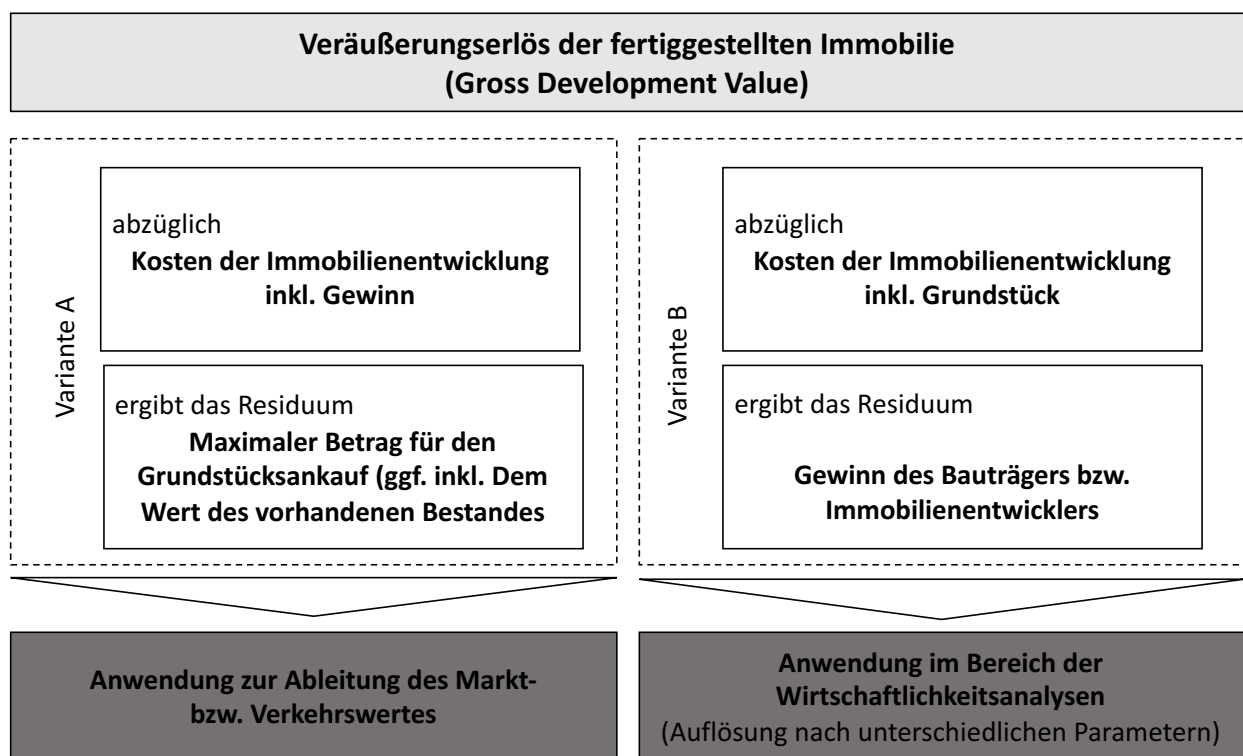 Veräußerungserlös der fertiggestellten Immobilie
(Gross Development Value)
Variante A
abzüglich
Kosten der Immobilienentwicklung
inkl. Gewinn
ergibt das Residuum
Maximaler Betrag für den
Grundstücksankauf (ggf. inkl. Dem
Wert des vorhandenen Bestandes
Anwendung zur Ableitung des Markt-
bzw. Verkehrswertes
Variante B
abzüglich
Kosten der Immobilienentwicklung
inkl. Grundstück
ergibt das Residuum
Gewinn des Bauträgers bzw.
Immobilienentwicklers
Anwendung im Bereich der
Wirtschaftlichkeitsanalysen
(Auflösung nach unterschiedlichen Parametern)